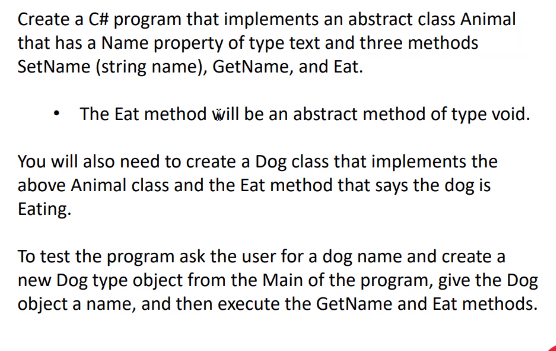 Create a C# program that implements an abstract class Animal
that has a Name property of type text and three methods
SetName (string name), GetName, and Eat.
• The Eat method will be an abstract method of type void.
You will also need to create a Dog class that implements the
above Animal class and the Eat method that says the dog is
Eating.
To test the program ask the user for a dog name and create a
new Dog type object from the Main of the program, give the Dog
object a name, and then execute the GetName and Eat methods.